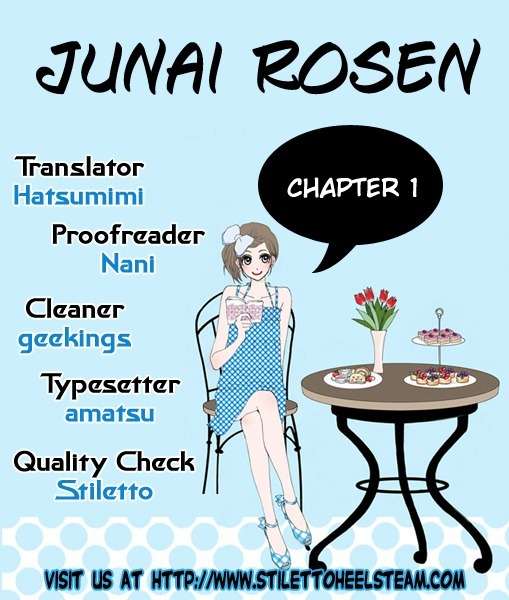 JUNAI ROSEN
CHAPTER 1
Translator
Hatsumimi
Proofreader
Nani
Cleaner
geekings
Typesetter
amatsu
Quality Check
Stiletto
VISIT US AT HTTP://WWW.STILETTOHEELSTEAM.COM